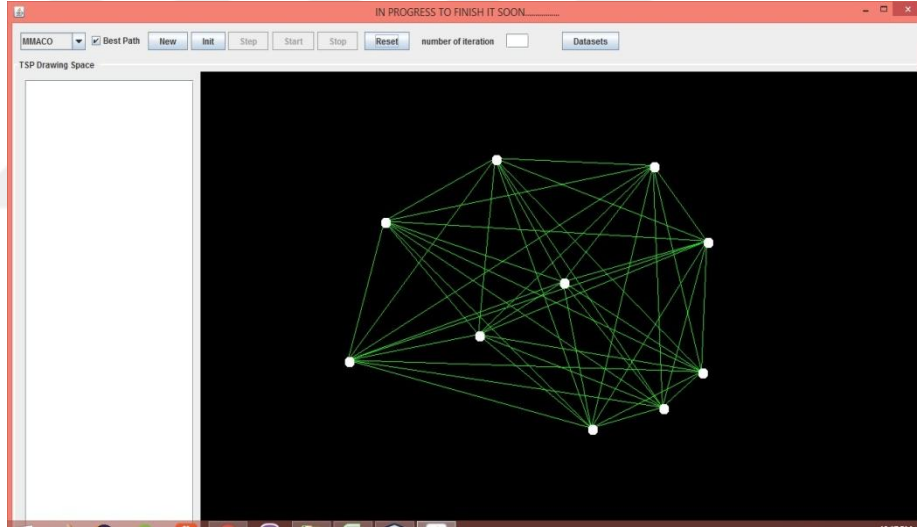 IN PROGRESS TO FINISH IT SOON................
MMACO Best Path New Init Step Start Stop Reset number of iteration Datasets
TSP Drawing Space